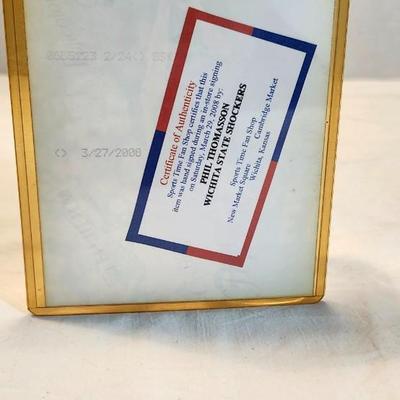 Certificate of Authenticity
Sports Time Fan Shop certifies that this
item was hand signed during an in-store signing
on Saturday, March 29, 2008 by:
PHIL THOMASSON
WICHITA STATE SHOCKERS
Sports Time Fan Shop
New Market Square Cambridge Market
Wichita, Kansas
<> 3/27/2008